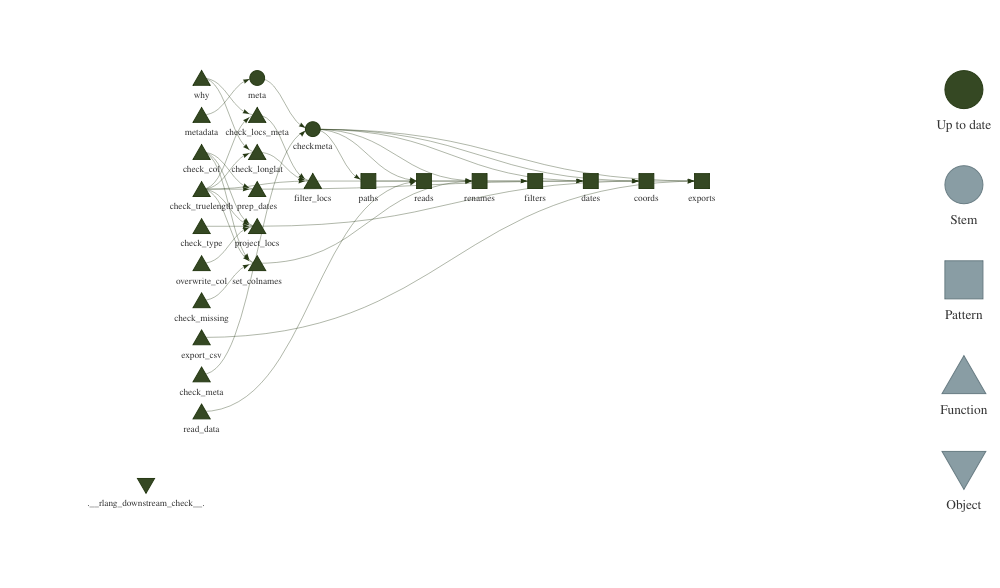 why
meta
metadata
check_locs_meta
checkmeta
check_col
check_longlat
check_truelength
prep_dates
filter_locs
paths
reads
renames
filters
dates
coords
exports
check_type
project_locs
overwrite_col
set_colnames
check_missing
export_csv
check_meta
read_data
.__rlang_downstream_check__.
Up to date
Stem
Pattern
Function
Object